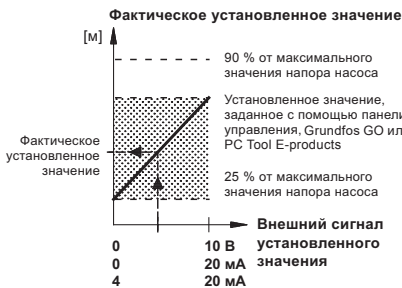 Фактическое установленное значение
[м]
90 % от максимального
значения напора насоса
Установленное значение,
заданное с помощью панели
управления, Grundfos GO или
PC Tool E-products
Фактическое
установленное
значение
25 % от максимального
значения напора насоса
Внешний сигнал
установленного
значения
0 10 В
0 20 мА
4 20 мА